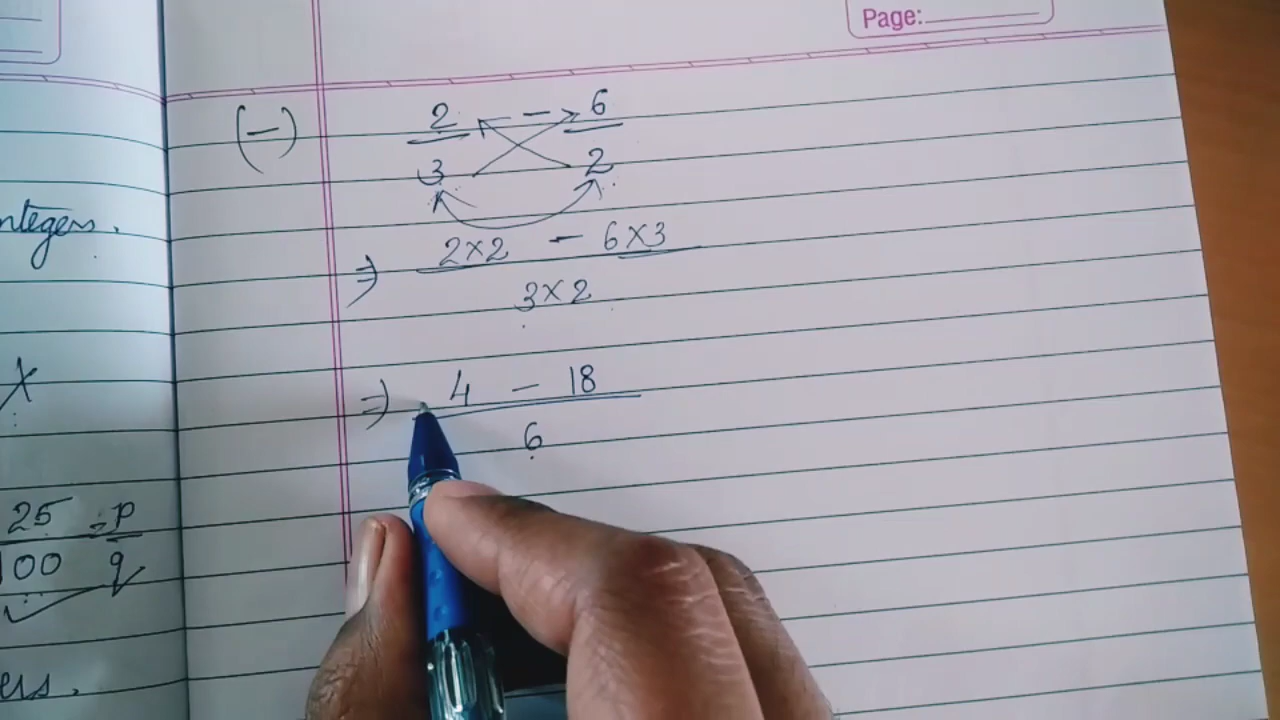 Page:
(-) 2/3 - 6/2
⇒ 2×2 - 6×3 / 3×2
⇒ 4 - 18 / 6
ntegers.
X
25/100 = p/q ✓
ers.